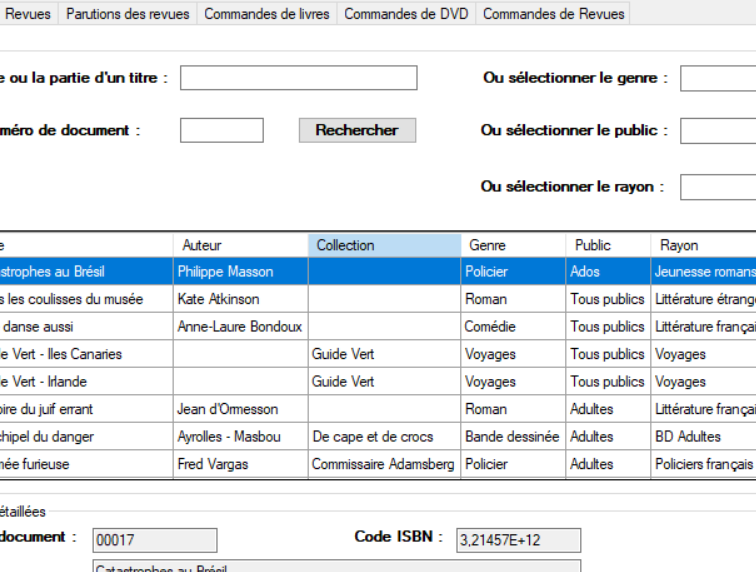 Revues Parutions des revues Commandes de livres Commandes de DVD Commandes de Revues
e ou la partie d'un titre : Ou sélectionner le genre :
méro de document : Rechercher Ou sélectionner le public :
Ou sélectionner le rayon :
e Auteur Collection Genre Public Rayon
astrophes au Brésil Philippe Masson Policier Ados Jeunesse romans
s les coulisses du musée Kate Atkinson Roman Tous publics Littérature étrang
danse aussi Anne-Laure Bondoux Comédie Tous publics Littérature françai
e Vert - Iles Canaries Guide Vert Voyages Tous publics Voyages
e Vert - Irlande Guide Vert Voyages Tous publics Voyages
oire du juif errant Jean d'Ormesson Roman Adultes Littérature françai
chipel du danger Ayrolles - Masbou De cape et de crocs Bande dessinée Adultes BD Adultes
mée furieuse Fred Vargas Commissaire Adamsberg Policier Adultes Policiers français
étaillées
document : 00017 Code ISBN : 3,21457E+12
Catastrophes au Brésil